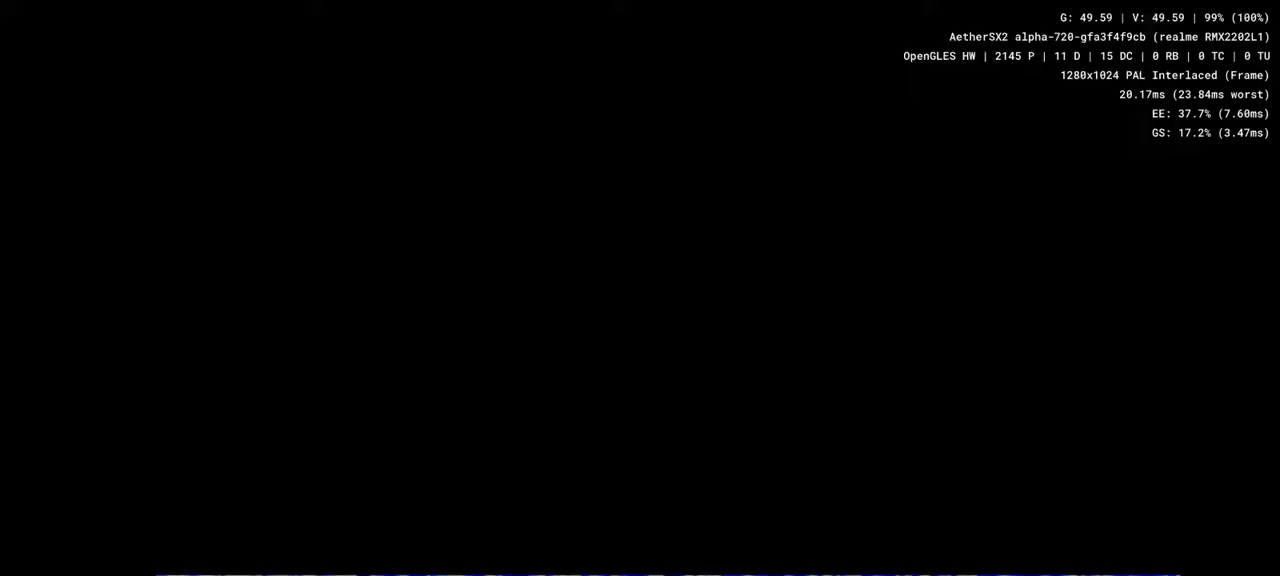 G: 49.59 | V: 49.59 | 99% (100%)
AetherSX2 alpha-720-gfa3f4f9cb (realme RMX2202L1)
OpenGLES HW | 2145 P | 11 D | 15 DC | 0 RB | 0 TC | 0 TU
1280x1024 PAL Interlaced (Frame)
20.17ms (23.84ms worst)
EE: 37.7% (7.60ms)
GS: 17.2% (3.47ms)